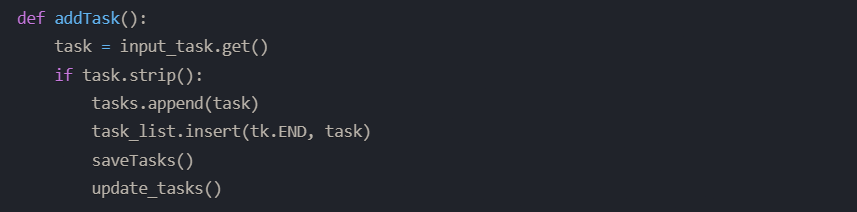 def addTask():
    task = input_task.get()
    if task.strip():
        tasks.append(task)
        task_list.insert(tk.END, task)
        saveTasks()
        update_tasks()